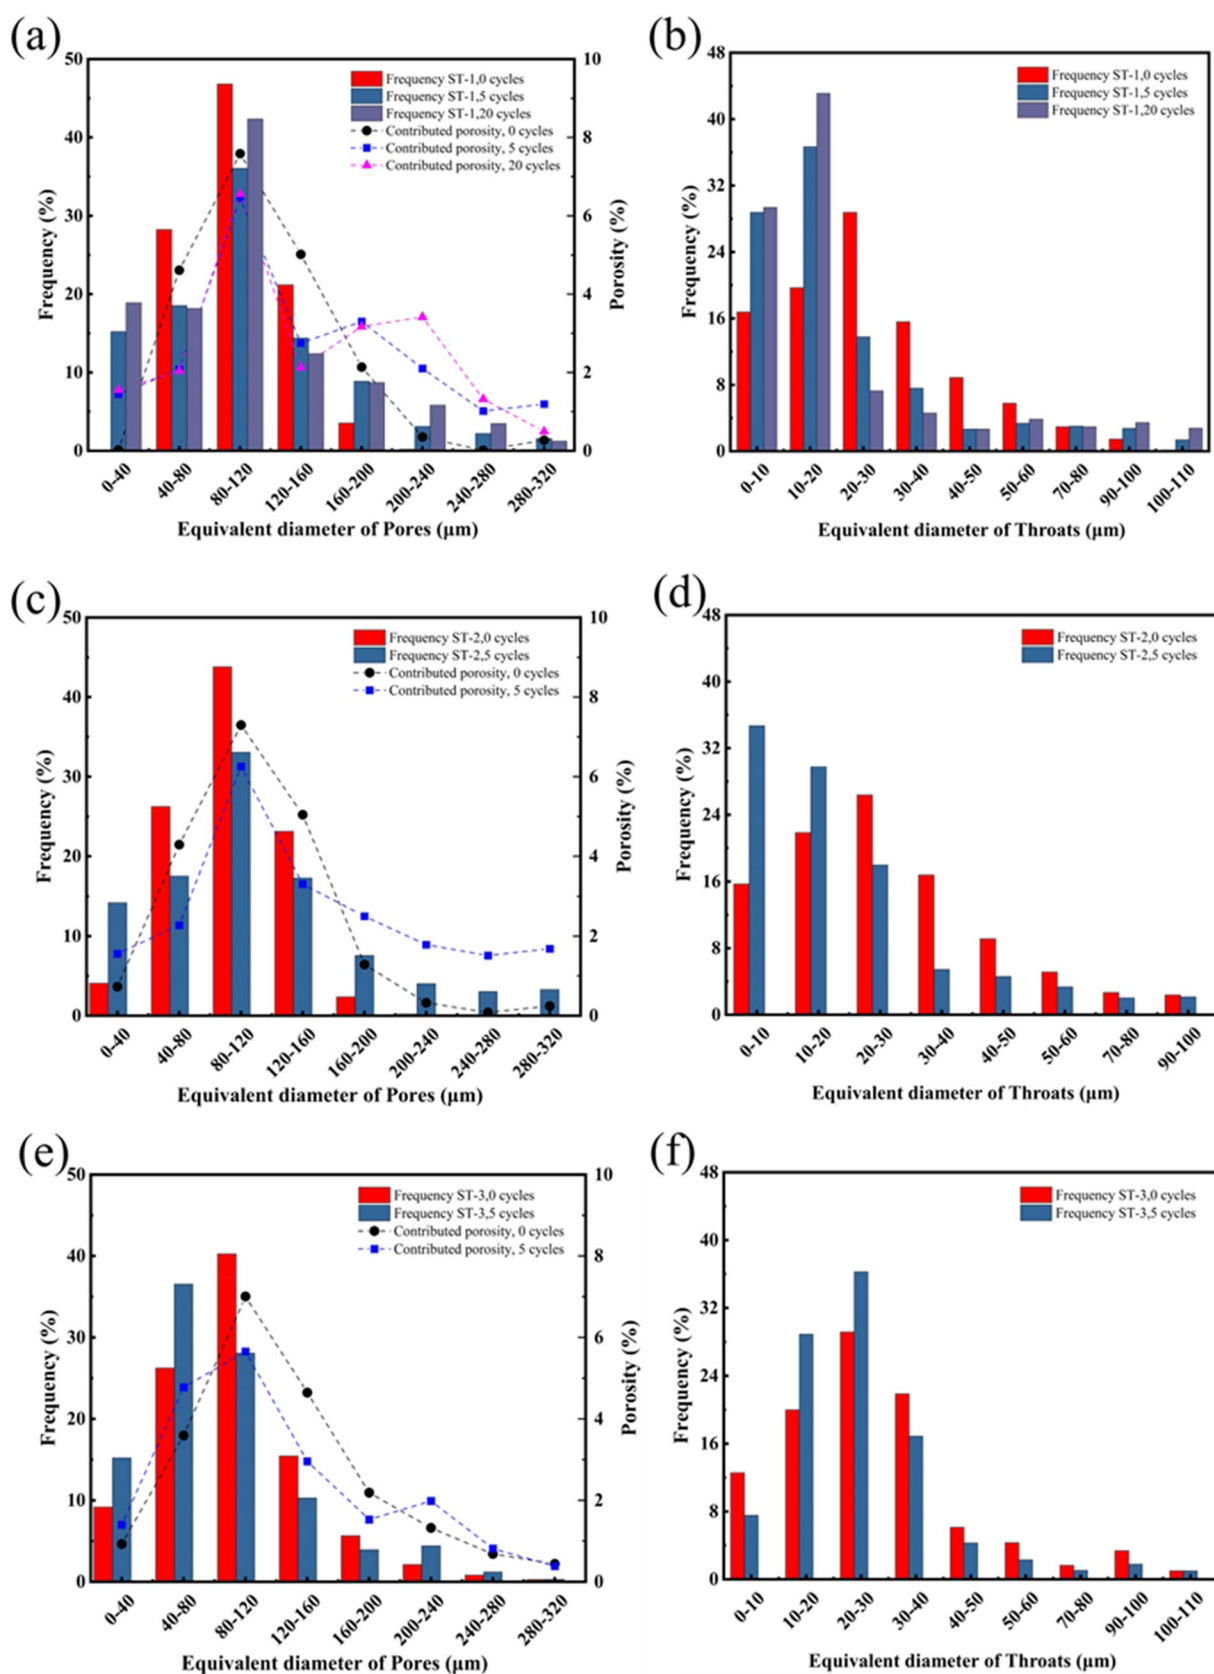 (a)
50
40
30
20
10
0
Frequency (%)
10
8
6
4
2
0
Porosity (%)
Frequency ST-1,0 cycles
Frequency ST-1,5 cycles
Frequency ST-1,20 cycles
Contributed porosity, 0 cycles
Contributed porosity, 5 cycles
Contributed porosity, 20 cycles
0-40
40-80
80-120
120-160
160-200
200-240
240-280
280-320
Equivalent diameter of Pores (μm)
(b)
48
40
32
24
16
8
0
Frequency (%)
Frequency ST-1,0 cycles
Frequency ST-1,5 cycles
Frequency ST-1,20 cycles
0-10
10-20
20-30
30-40
40-50
50-60
70-80
90-100
100-110
Equivalent diameter of Throats (μm)
(c)
50
40
30
20
10
0
Frequency (%)
10
8
6
4
2
0
Porosity (%)
Frequency ST-2,0 cycles
Frequency ST-2,5 cycles
Contributed porosity, 0 cycles
Contributed porosity, 5 cycles
0-40
40-80
80-120
120-160
160-200
200-240
240-280
280-320
Equivalent diameter of Pores (μm)
(d)
48
40
32
24
16
8
0
Frequency (%)
Frequency ST-2,0 cycles
Frequency ST-2,5 cycles
0-10
10-20
20-30
30-40
40-50
50-60
70-80
90-100
Equivalent diameter of Throats (μm)
(e)
50
40
30
20
10
0
Frequency (%)
10
8
6
4
2
0
Porosity (%)
Frequency ST-3,0 cycles
Frequency ST-3,5 cycles
Contributed porosity, 0 cycles
Contributed porosity, 5 cycles
0-40
40-80
80-120
120-160
160-200
200-240
240-280
280-320
Equivalent diameter of Pores (μm)
(f)
48
40
32
24
16
8
0
Frequency (%)
Frequency ST-3,0 cycles
Frequency ST-3,5 cycles
0-10
10-20
20-30
30-40
40-50
50-60
70-80
90-100
100-110
Equivalent diameter of Throats (μm)